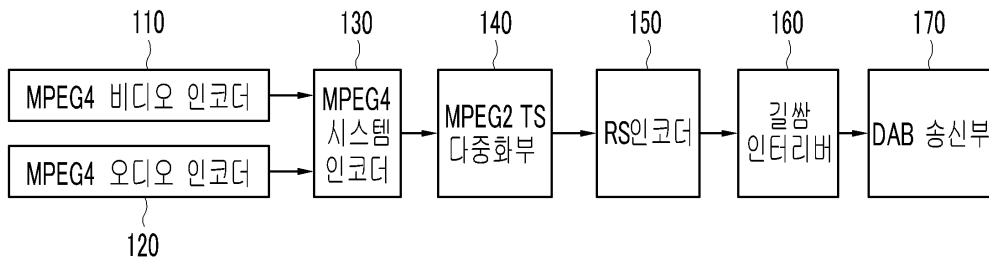 110
130
140
150
160
170
MPEG4 비디오 인코더
MPEG4 오디오 인코더
MPEG4
시스템
인코더
MPEG2 TS
다중화부
RS인코더
길쌈
인터리버
DAB 송신부
120